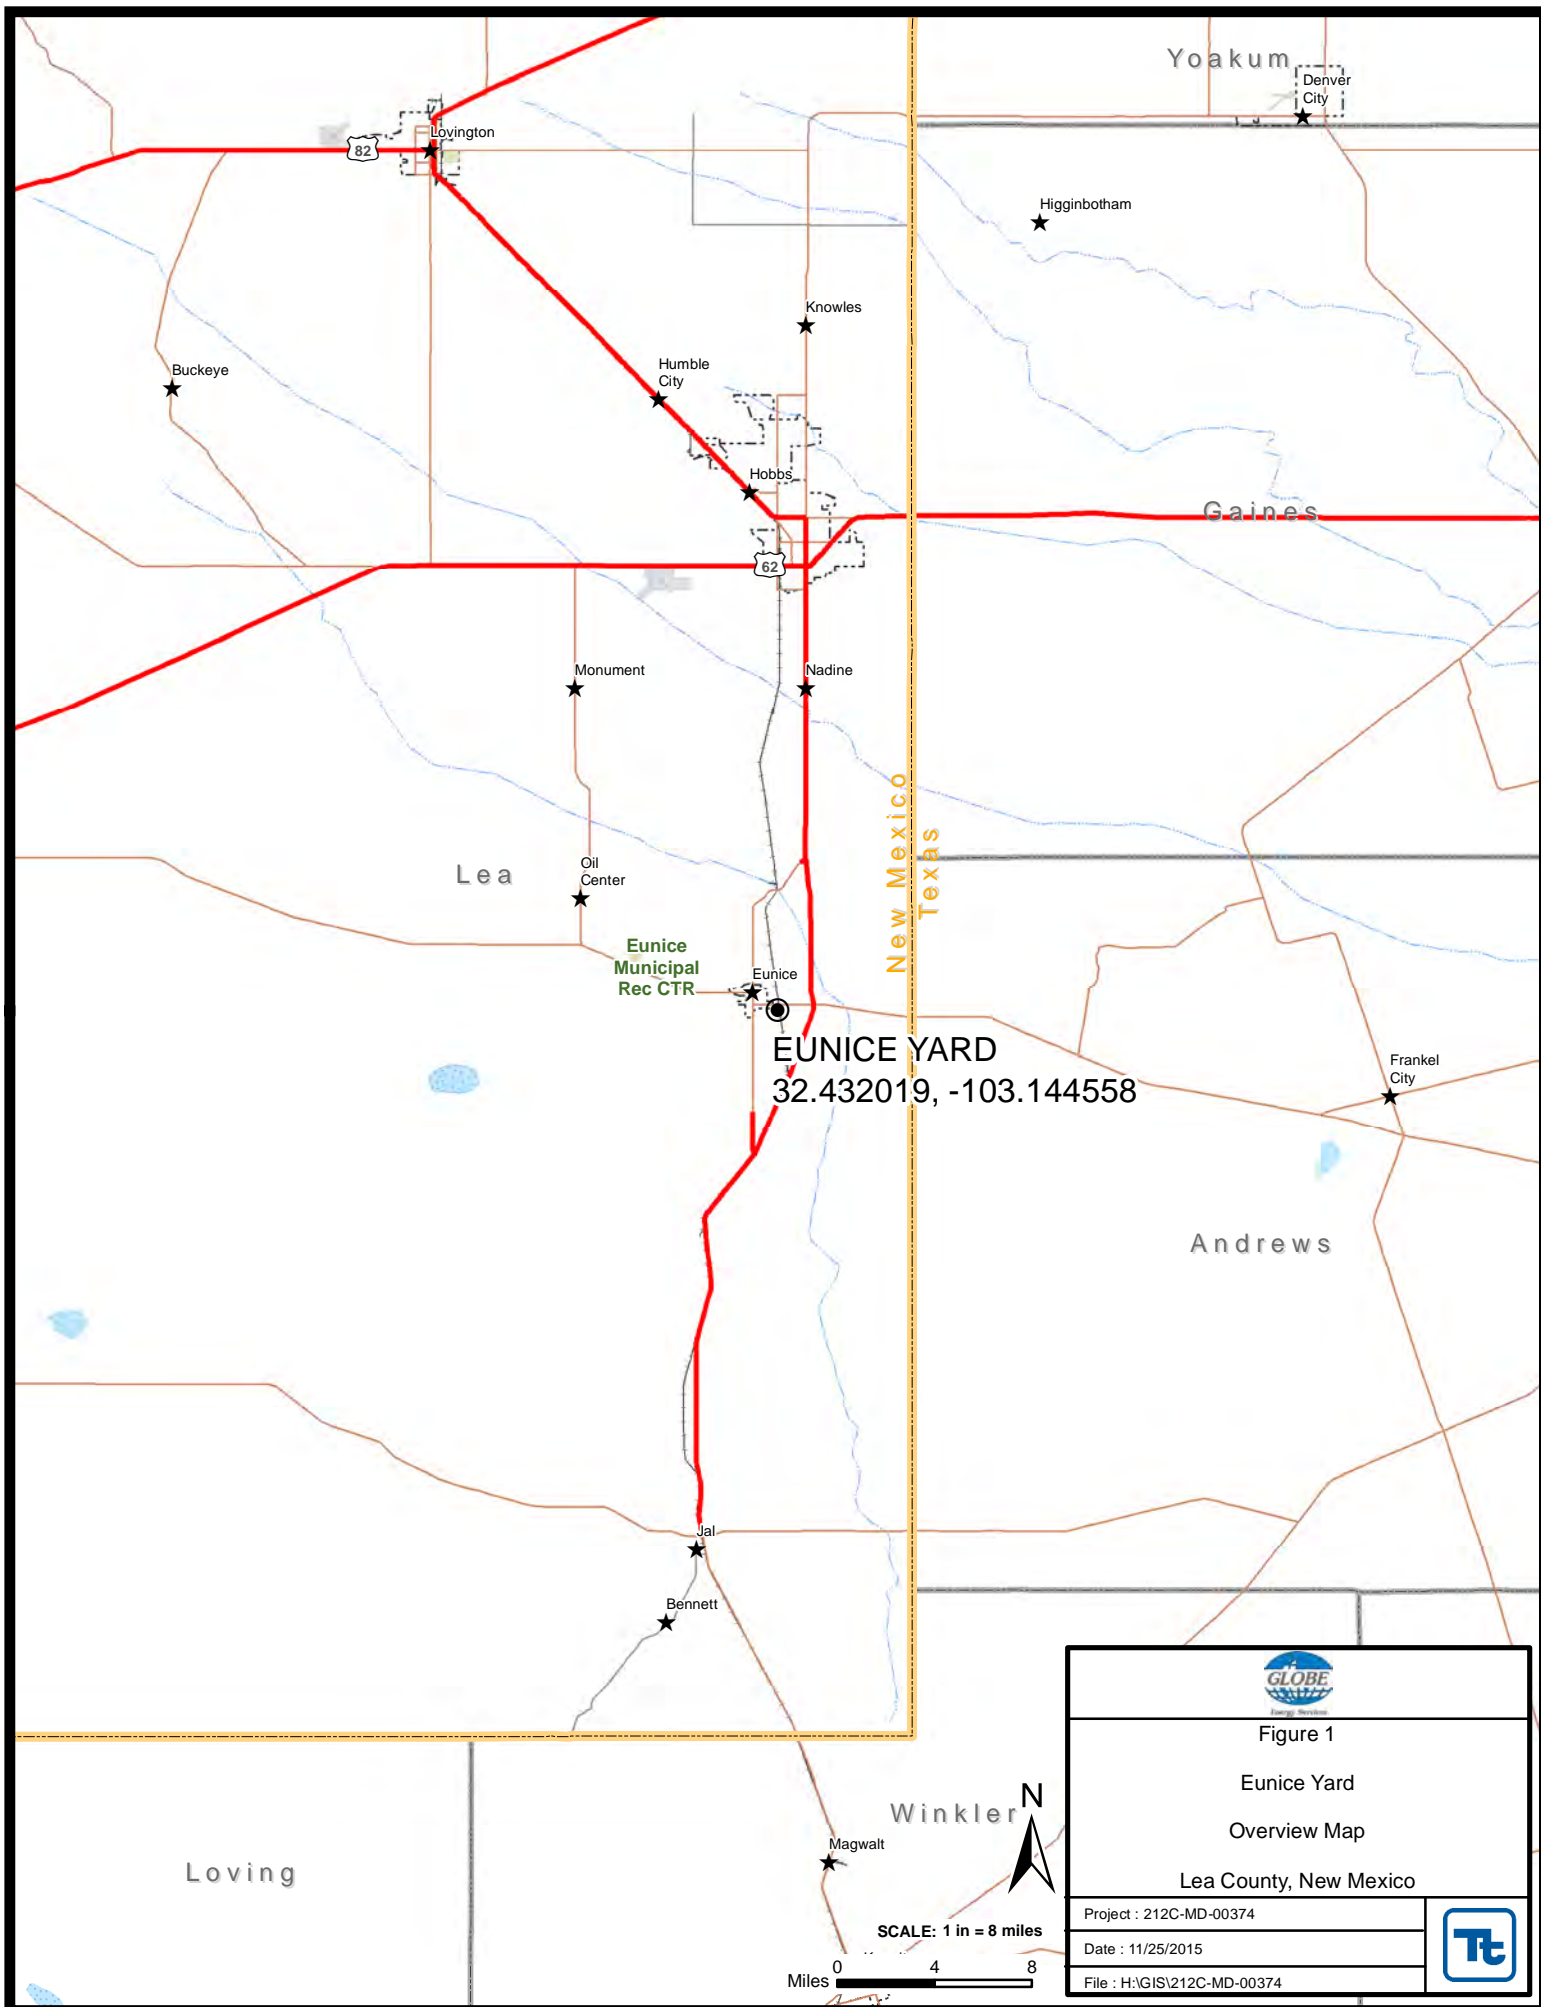 Yoakum
Denver
City
Lovington
82
Higginbotham
Knowles
Humble
City
Buckeye
Hobbs
Gaines
62
Monument
Nadine
New Mexico
Texas
Oil
Center
Lea
Eunice
Municipal
Rec CTR
Eunice
EUNICE YARD
32.432019, -103.144558
Frankel
City
Andrews
Jal
Bennett
Winkler
Magwalt
Loving
N
SCALE: 1 in = 8 miles
0 4 8
Miles
GLOBE
Energy Services
Figure 1
Eunice Yard
Overview Map
Lea County, New Mexico
Project : 212C-MD-00374
Date : 11/25/2015
File : H:\GIS\212C-MD-00374
Tt